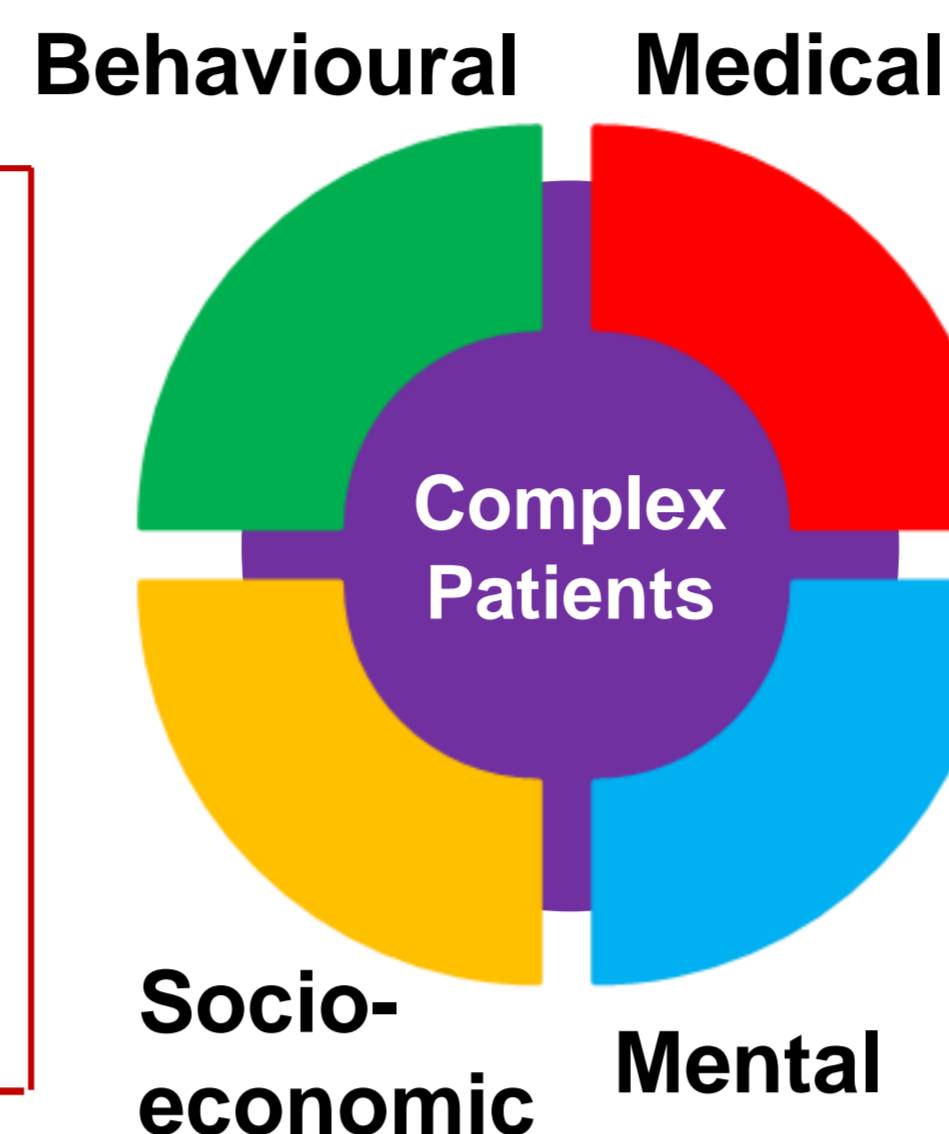 Behavioural
Medical
Complex
Patients
Socio-
economic
Mental